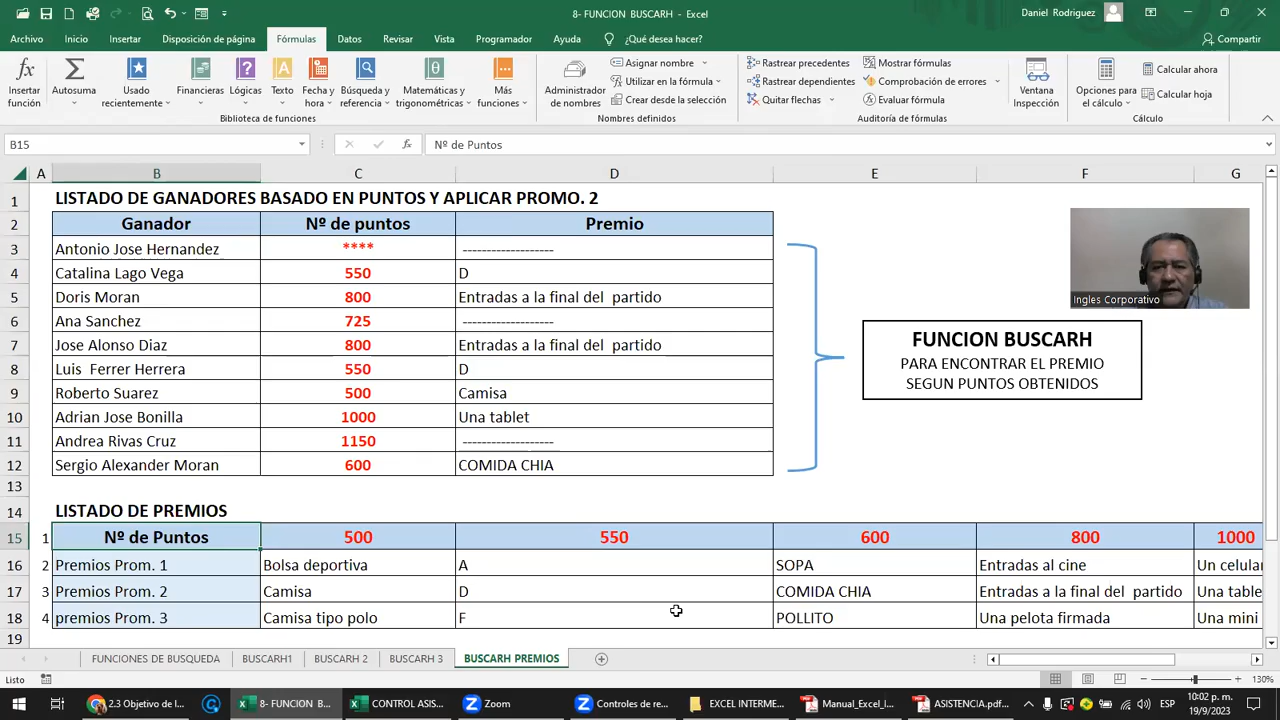 8- FUNCION BUSCARH - Excel
Daniel Rodriguez
Archivo Inicio Insertar Disposición de página Fórmulas Datos Revisar Vista Programador Ayuda ¿Qué desea hacer? Compartir
Insertar función
Autosuma
Usado recientemente
Financieras
Lógicas
Texto
Fecha y hora
Búsqueda y referencia
Matemáticas y trigonométricas
Más funciones
Biblioteca de funciones
Administrador de nombres
Asignar nombre
Utilizar en la fórmula
Crear desde la selección
Nombres definidos
Rastrear precedentes
Rastrear dependientes
Quitar flechas
Mostrar fórmulas
Comprobación de errores
Evaluar fórmula
Auditoría de fórmulas
Ventana Inspección
Opciones para el cálculo
Calcular ahora
Calcular hoja
Cálculo
B15 fx Nº de Puntos
A B C D E F G
1 LISTADO DE GANADORES BASADO EN PUNTOS Y APLICAR PROMO. 2
2 Ganador Nº de puntos Premio
3 Antonio Jose Hernandez **** -------------------
4 Catalina Lago Vega 550 D
5 Doris Moran 800 Entradas a la final del partido
6 Ana Sanchez 725 -------------------
7 Jose Alonso Diaz 800 Entradas a la final del partido
8 Luis Ferrer Herrera 550 D
9 Roberto Suarez 500 Camisa
10 Adrian Jose Bonilla 1000 Una tablet
11 Andrea Rivas Cruz 1150 -------------------
12 Sergio Alexander Moran 600 COMIDA CHIA
13
Ingles Corporativo
FUNCION BUSCARH
PARA ENCONTRAR EL PREMIO
SEGUN PUNTOS OBTENIDOS
14 LISTADO DE PREMIOS
15 1 Nº de Puntos 500 550 600 800 1000
16 2 Premios Prom. 1 Bolsa deportiva A SOPA Entradas al cine Un celular
17 3 Premios Prom. 2 Camisa D COMIDA CHIA Entradas a la final del partido Una table
18 4 premios Prom. 3 Camisa tipo polo F POLLITO Una pelota firmada Una mini
19
FUNCIONES DE BUSQUEDA BUSCARH1 BUSCARH 2 BUSCARH 3 BUSCARH PREMIOS
Listo 130%
2.3 Objetivo de l... 8- FUNCION B... CONTROL ASIS... Zoom Controles de re... EXCEL INTERME... Manual_Excel_I... ASISTENCIA.pdf... ESP
10:02 p. m.
19/9/2023